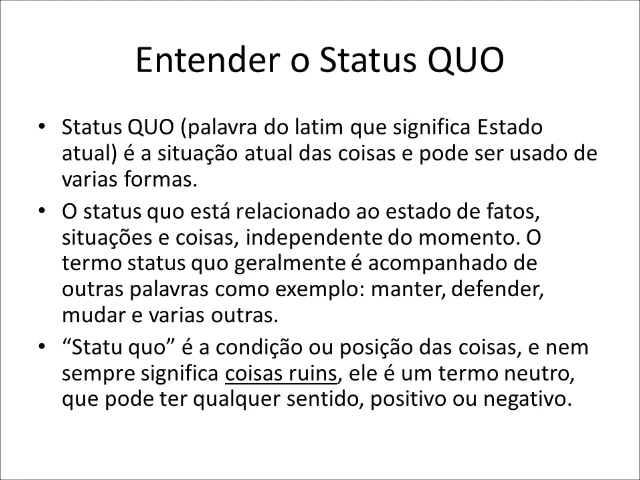 Entender o Status QUO
• Status QUO (palavra do latim que significa Estado
atual) é a situação atual das coisas e pode ser usado de
varias formas.
• O status quo está relacionado ao estado de fatos,
situações e coisas, independente do momento. O
termo status quo geralmente é acompanhado de
outras palavras como exemplo: manter, defender,
mudar e varias outras.
• “Statu quo” é a condição ou posição das coisas, e nem
sempre significa coisas ruins, ele é um termo neutro,
que pode ter qualquer sentido, positivo ou negativo.